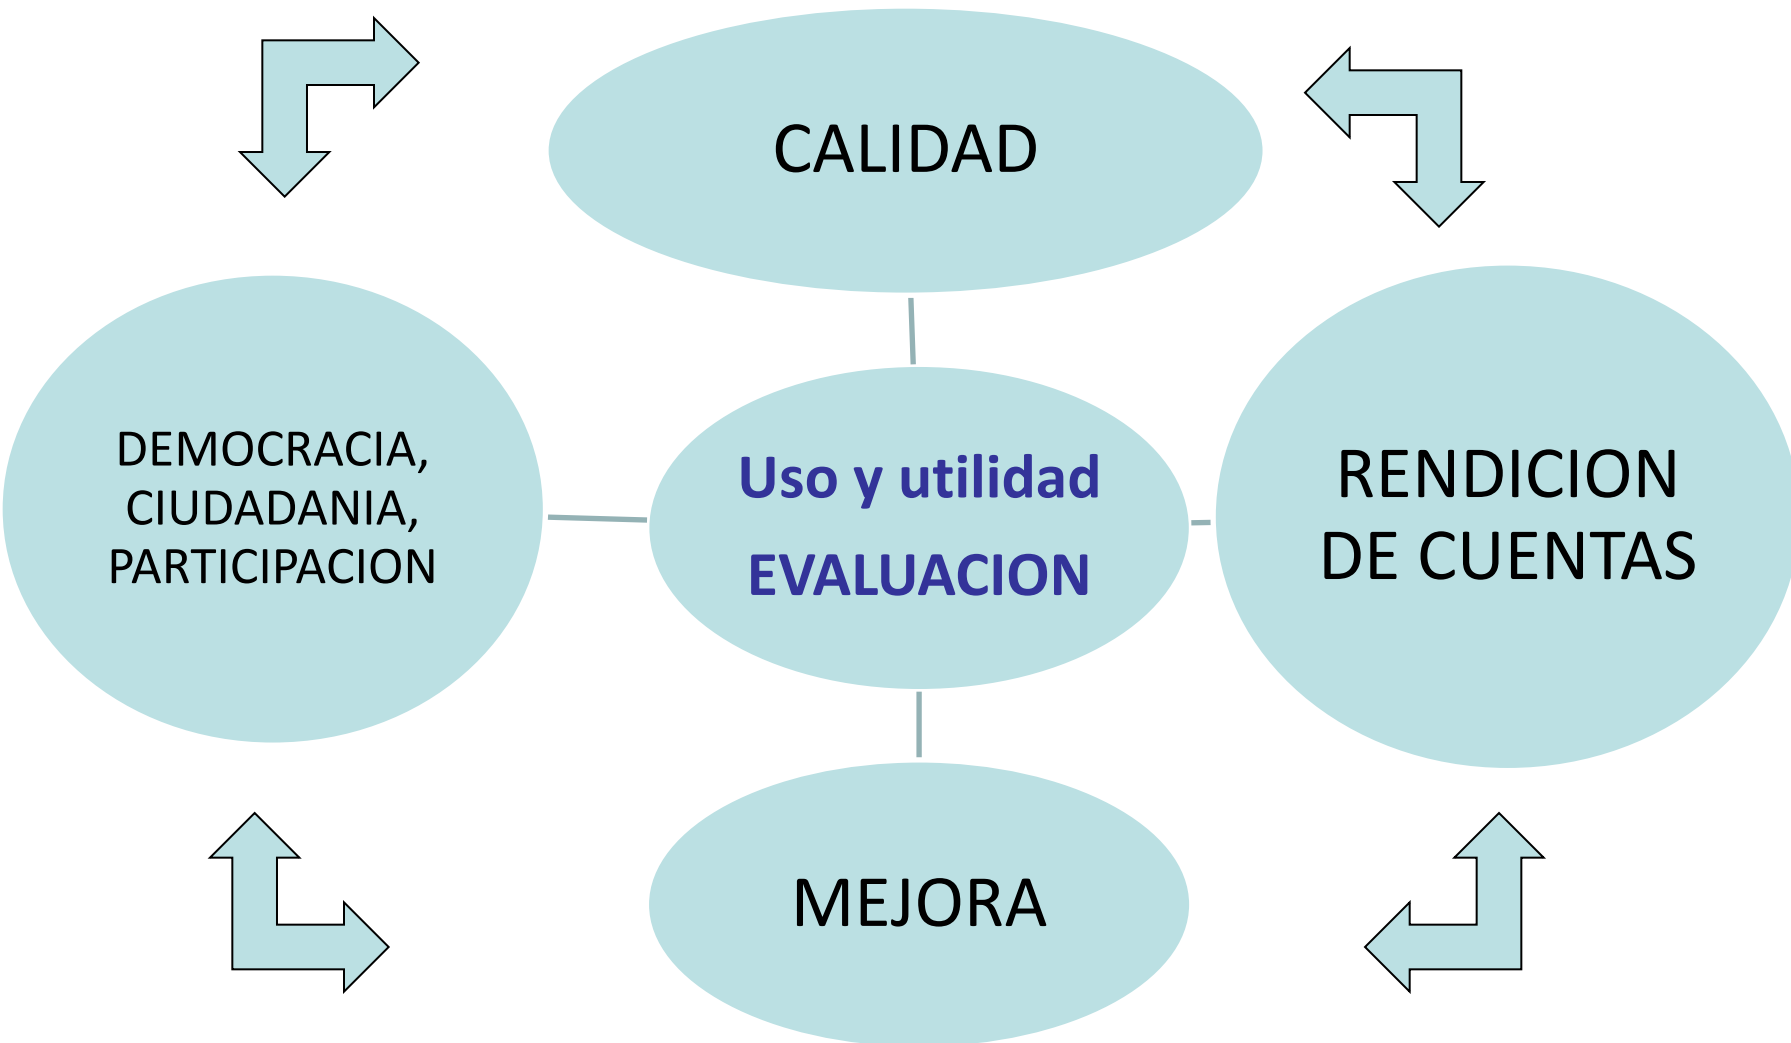 CALIDAD
DEMOCRACIA,
CIUDADANIA,
PARTICIPACION
Uso y utilidad
EVALUACION
RENDICION
DE CUENTAS
MEJORA